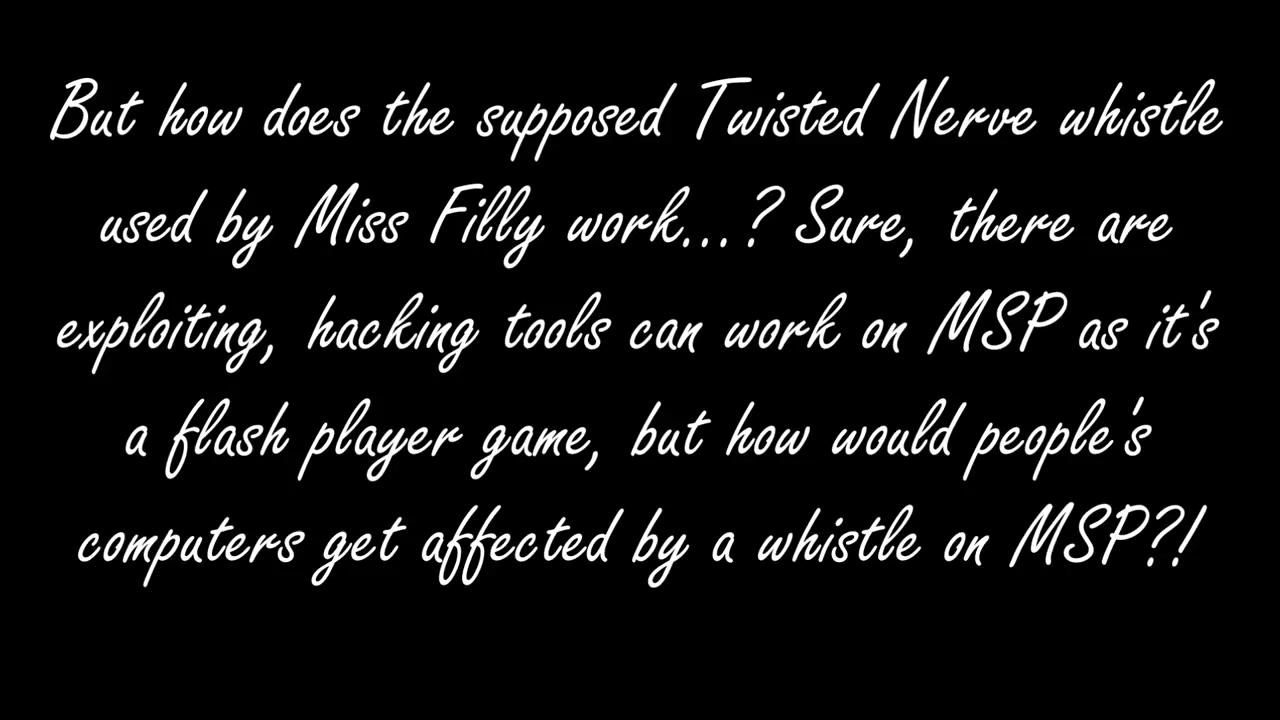 But how does the supposed Twisted Nerve whistle
used by Miss Filly work...? Sure, there are
exploiting, hacking tools can work on MSP as it's
a flash player game, but how would people's
computers get affected by a whistle on MSP?!